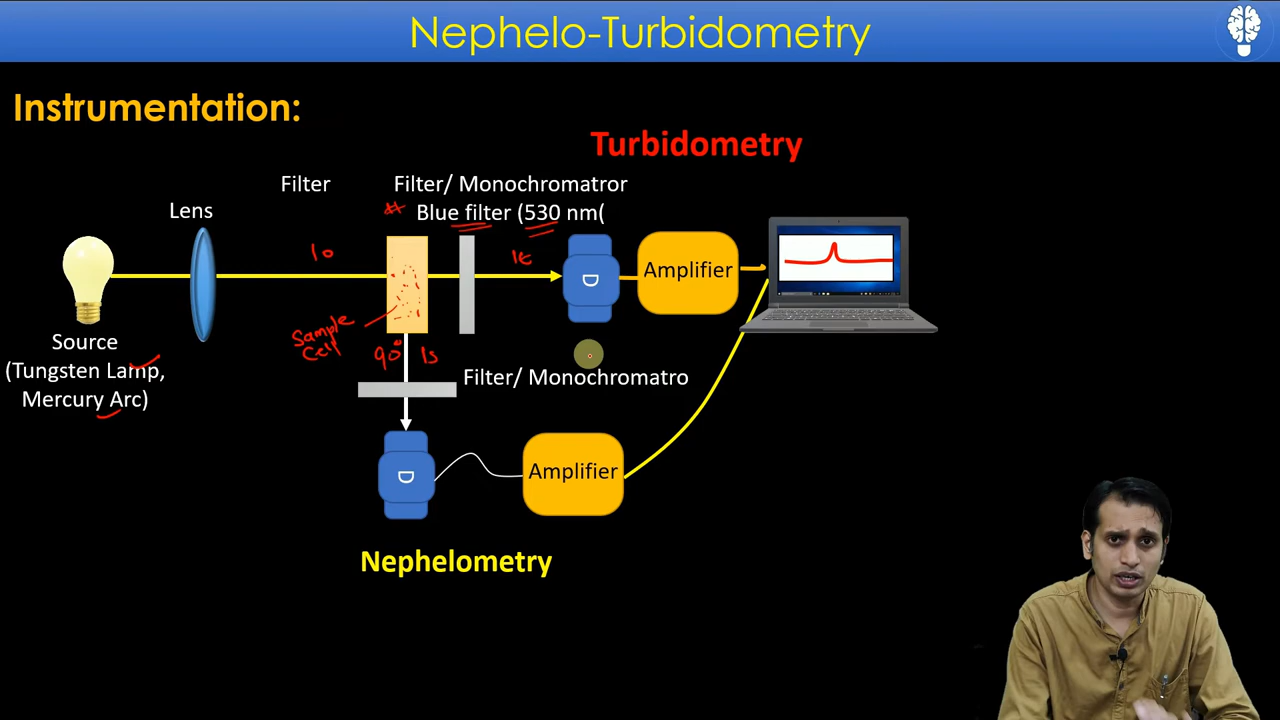 Nephelo-Turbidometry
Instrumentation:
Turbidometry
Filter
Filter/ Monochromatror
Lens
Blue filter (530 nm(
Io
It
D
Amplifier
Sample
Cell
90° Is
Source
(Tungsten Lamp,
Mercury Arc)
Filter/ Monochromatro
D
Amplifier
Nephelometry